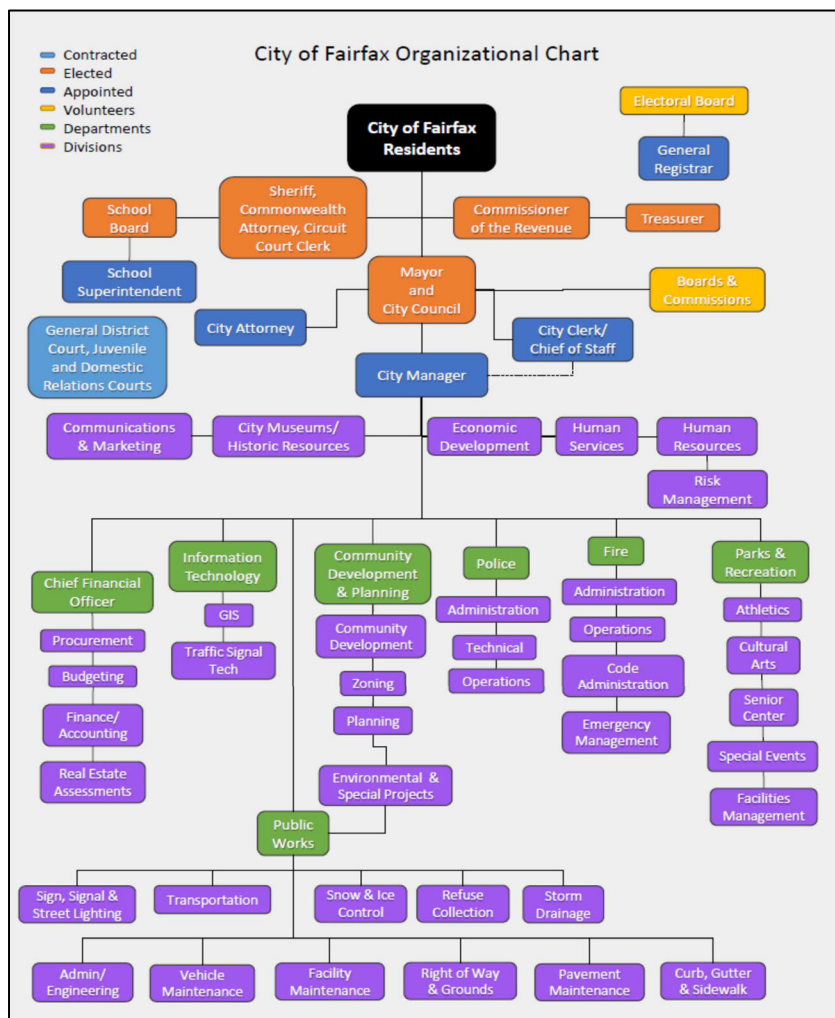 City of Fairfax Organizational Chart
Contracted
Elected
Appointed
Volunteers
Departments
Divisions
City of Fairfax
Residents
Electoral Board
General
Registrar
School
Board
Sheriff,
Commonwealth
Attorney, Circuit
Court Clerk
Commissioner
of the Revenue
Treasurer
School
Superintendent
Mayor
and
City Council
Boards &
Commissions
City Attorney
City Clerk/
Chief of Staff
General District
Court, Juvenile
and Domestic
Relations Courts
City Manager
Communications
& Marketing
City Museums/
Historic Resources
Economic
Development
Human
Services
Human
Resources
Risk
Management
Chief Financial
Officer
Procurement
Budgeting
Finance/
Accounting
Real Estate
Assessments
Information
Technology
GIS
Traffic Signal
Tech
Community
Development
& Planning
Community
Development
Zoning
Planning
Environmental &
Special Projects
Police
Administration
Technical
Operations
Fire
Administration
Operations
Code
Administration
Emergency
Management
Parks &
Recreation
Athletics
Cultural
Arts
Senior
Center
Special Events
Facilities
Management
Public
Works
Sign, Signal &
Street Lighting
Transportation
Snow & Ice
Control
Refuse
Collection
Storm
Drainage
Admin/
Engineering
Vehicle
Maintenance
Facility
Maintenance
Right of Way
& Grounds
Pavement
Maintenance
Curb, Gutter
& Sidewalk